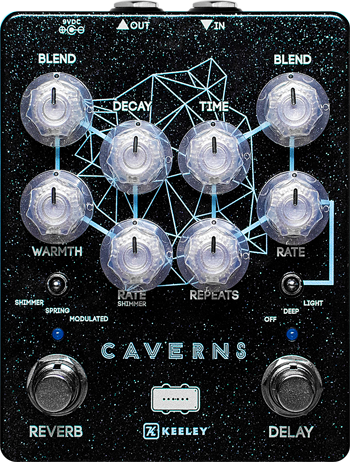 9VDC
OUT
IN
BLEND
BLEND
DECAY
TIME
WARMTH
RATE
RATE
SHIMMER
REPEATS
SHIMMER
SPRING
MODULATED
LIGHT
DEEP
OFF
CAVERNS
REVERB
KEELEY
DELAY